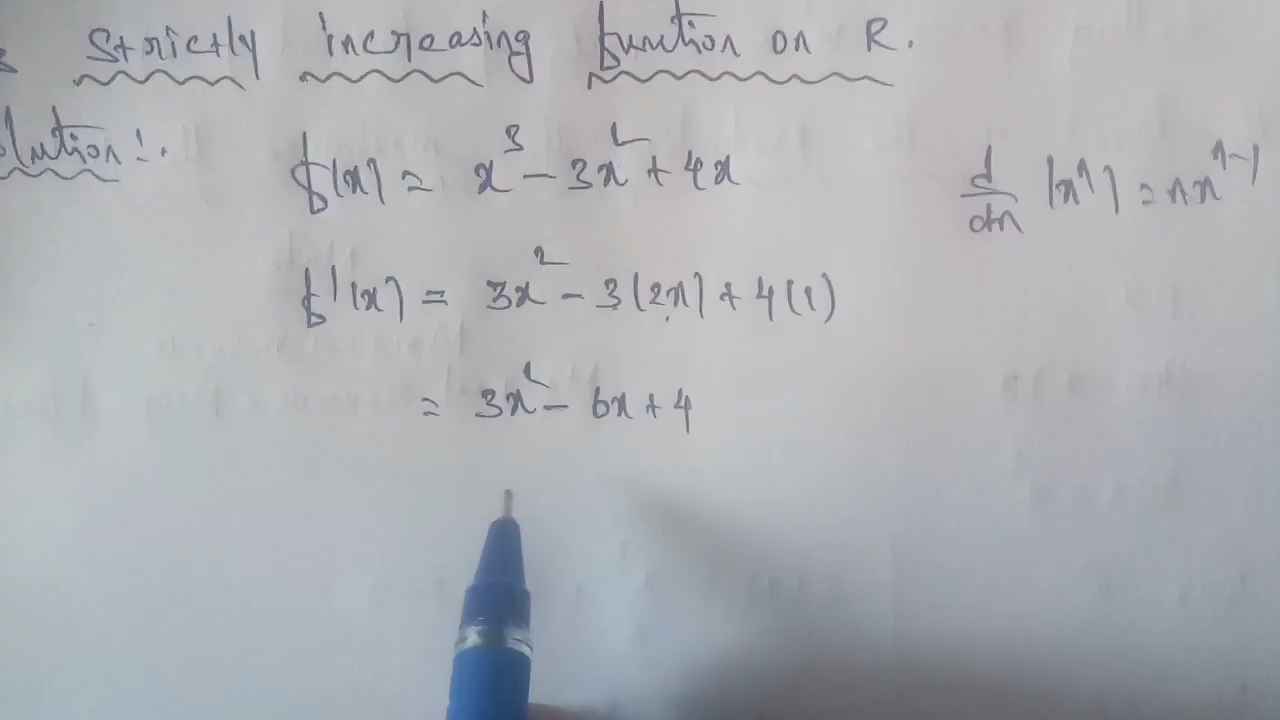 s strictly increasing function on R.
olution:.
f(x) = x³ - 3x² + 4x
d/dx (xⁿ) = nxⁿ⁻¹
f'(x) = 3x² - 3(2x) + 4(1)
= 3x² - 6x + 4